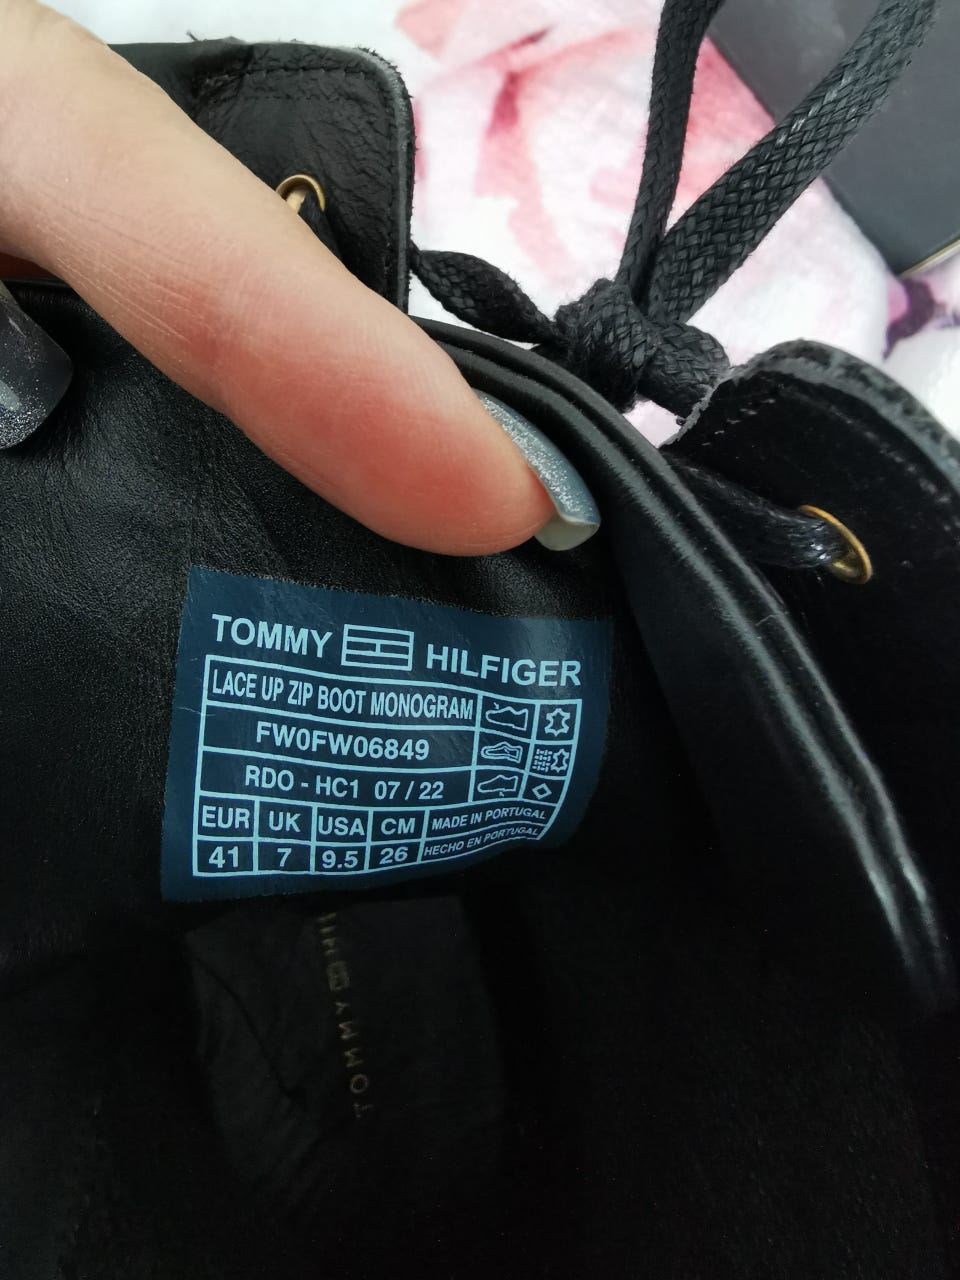 TOMMY HILFIGER
LACE UP ZIP BOOT MONOGRAM
FW0FW06849
RDO - HC1 07 / 22
EUR UK USA CM MADE IN PORTUGAL
41 7 9.5 26 HECHO EN PORTUGAL
TOMMY